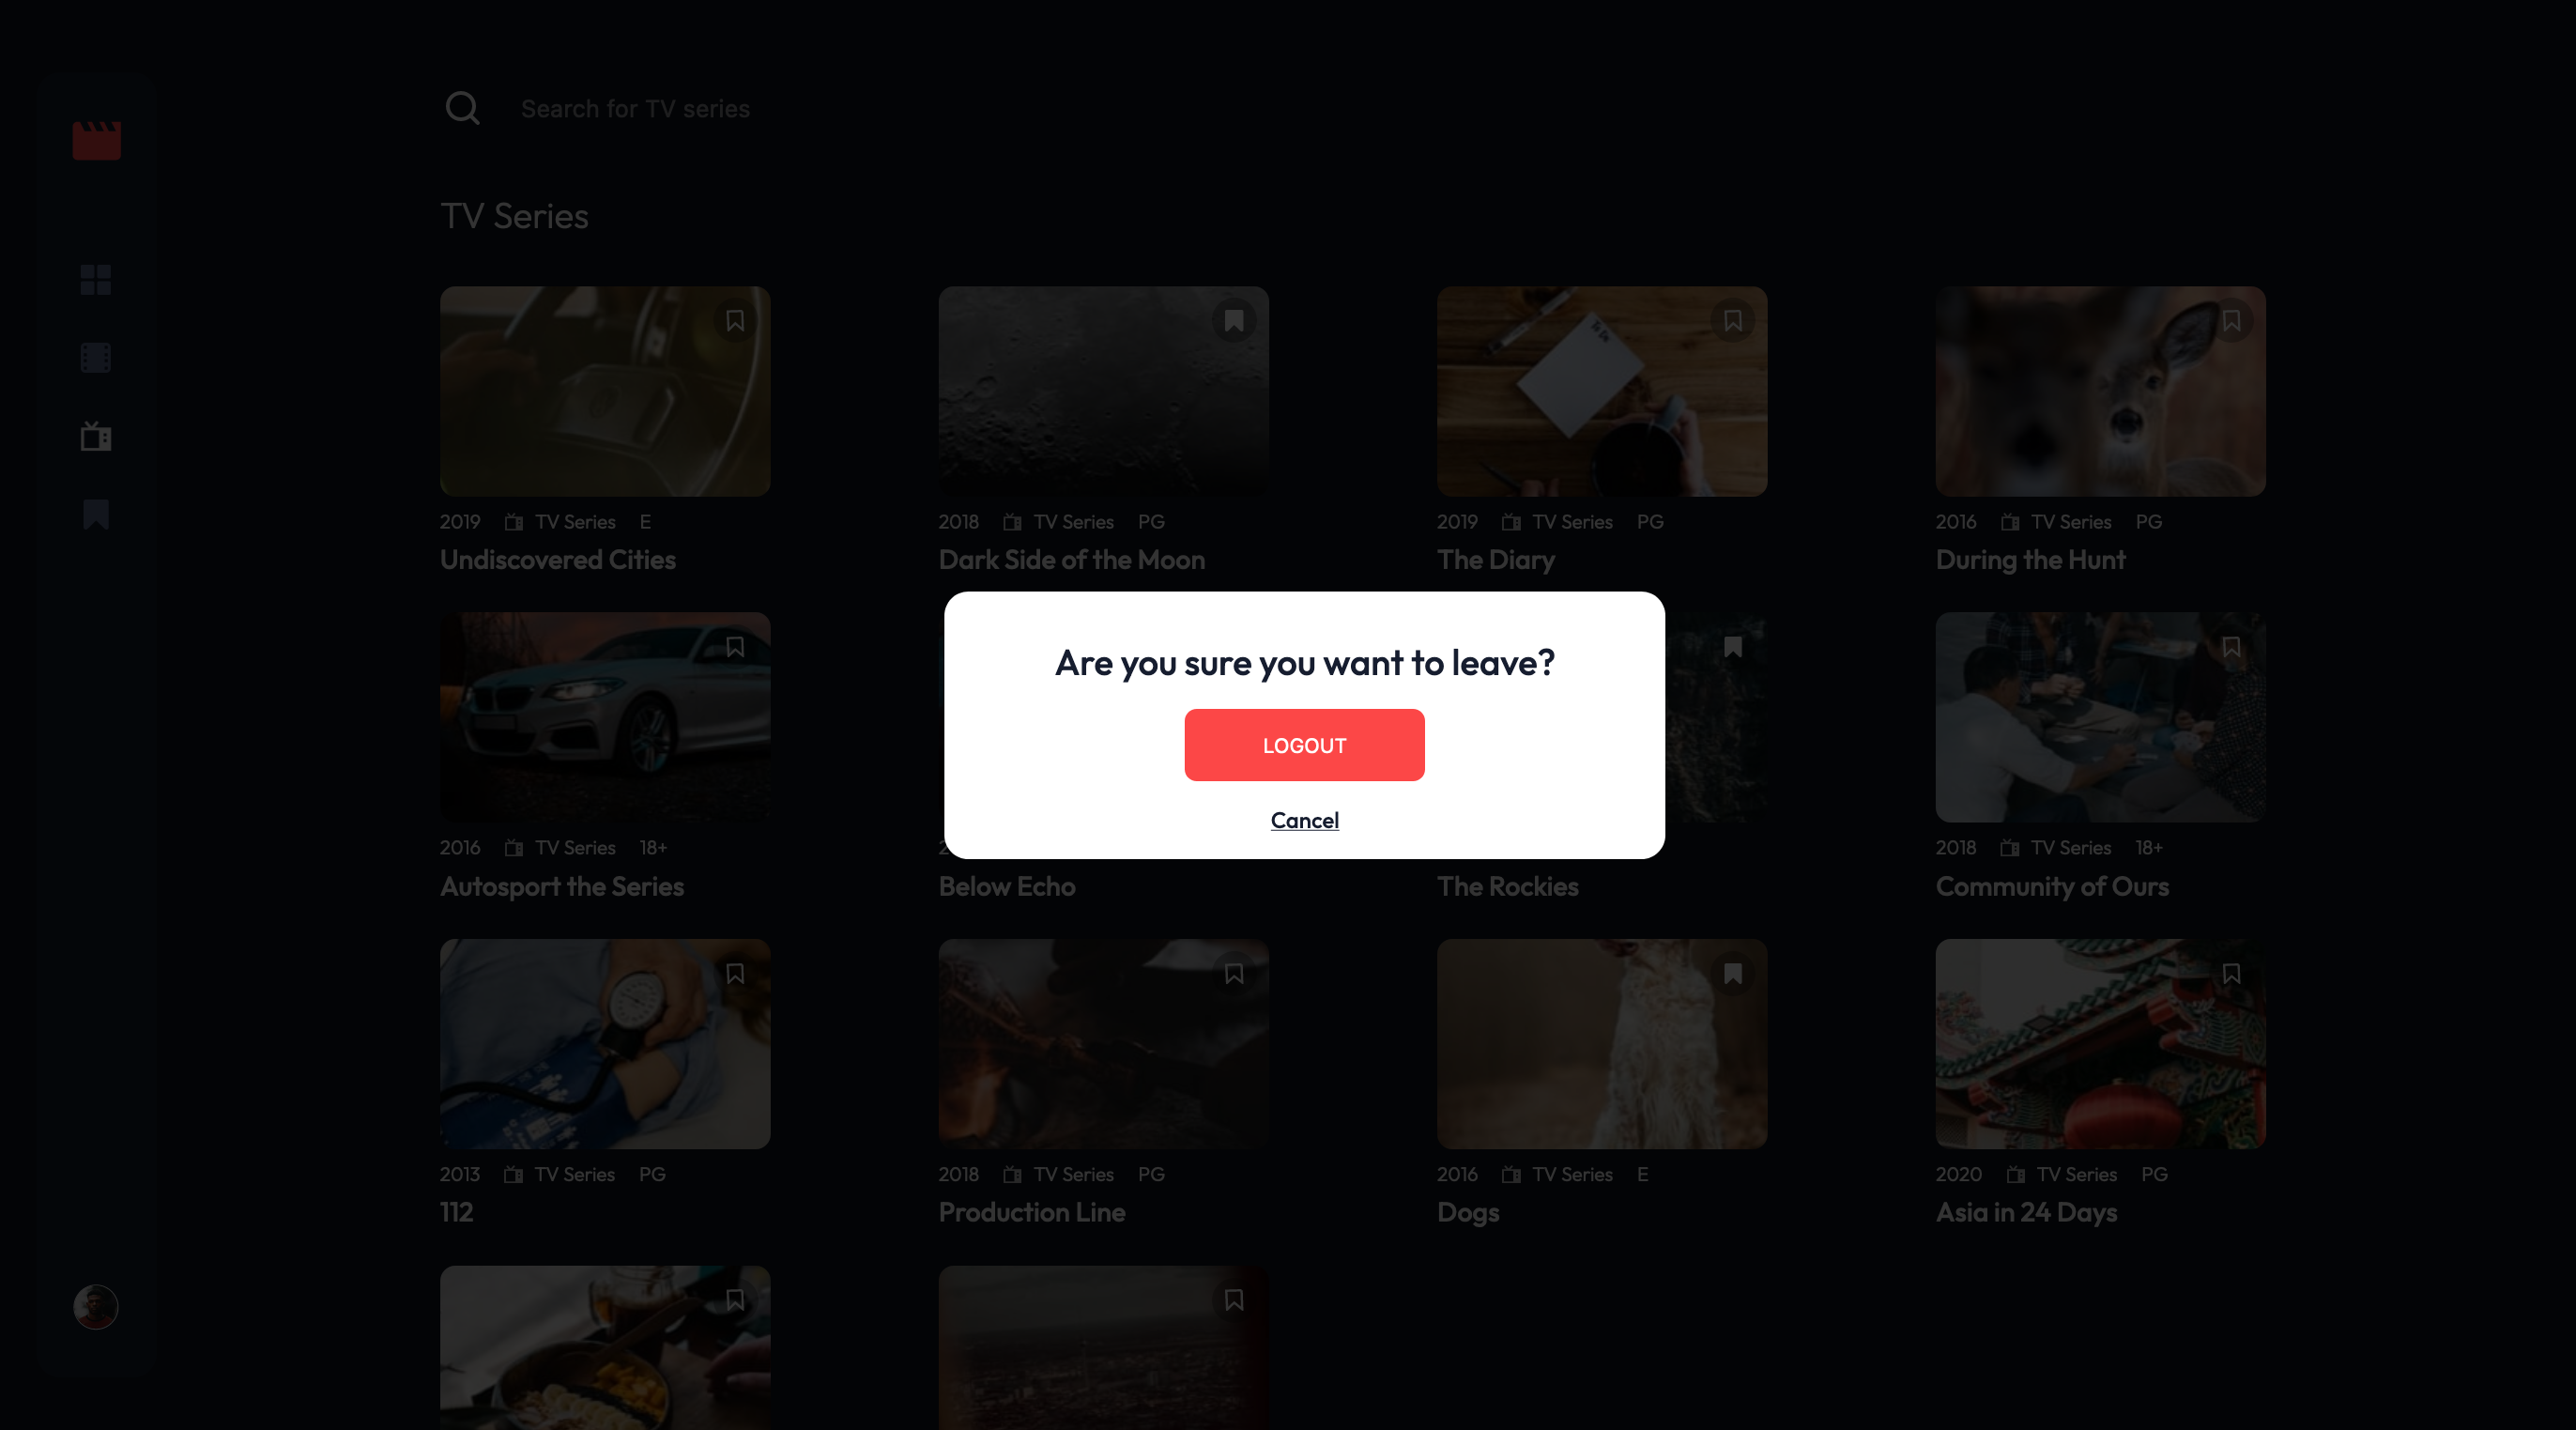 Search for TV series
TV Series
2019 TV Series E
Undiscovered Cities
2018 TV Series PG
Dark Side of the Moon
2019 TV Series PG
The Diary
To Do
2016 TV Series PG
During the Hunt
Are you sure you want to leave?
LOGOUT
Cancel
2016 TV Series 18+
Autosport the Series
Below Echo
The Rockies
2018 TV Series 18+
Community of Ours
2013 TV Series PG
112
2018 TV Series PG
Production Line
2016 TV Series E
Dogs
2020 TV Series PG
Asia in 24 Days